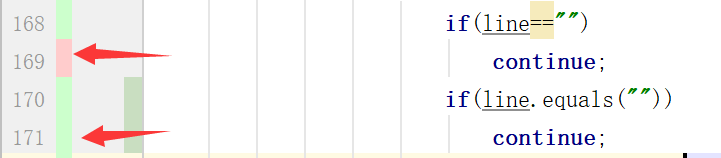 168 if(line=="")
169 continue;
170 if(line.equals(""))
171 continue;